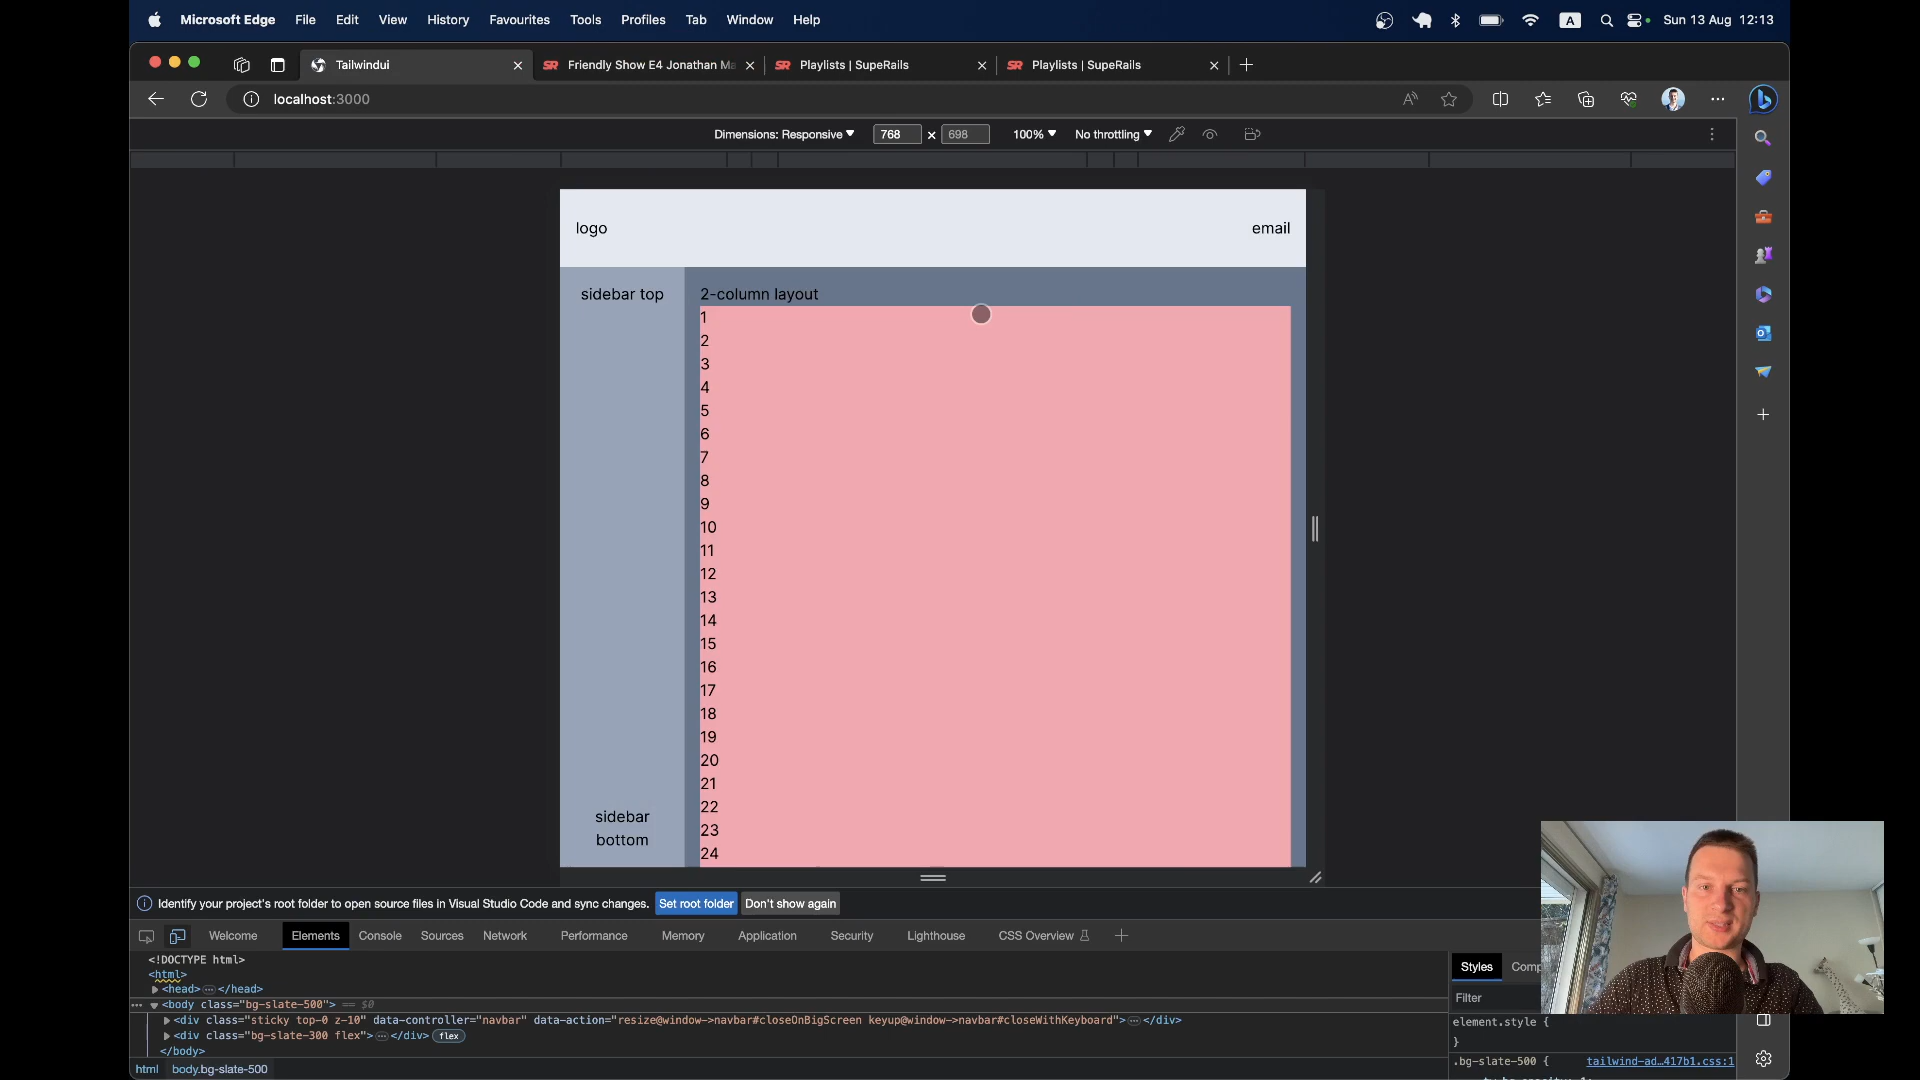 Microsoft Edge File Edit View History Favourites Tools Profiles Tab Window Help A Sun 13 Aug 12:13
Tailwindui SR Friendly Show E4 Jonathan Ma SR Playlists | SupeRails SR Playlists | SupeRails
localhost:3000
Dimensions: Responsive 768 × 698 100% No throttling
logo email
sidebar top 2-column layout
1
2
3
4
5
6
7
8
9
10
11
12
13
14
15
16
17
18
19
20
21
22
23
24
sidebar
bottom
Identify your project's root folder to open source files in Visual Studio Code and sync changes. Set root folder Don't show again
Welcome Elements Console Sources Network Performance Memory Application Security Lighthouse CSS Overview
<!DOCTYPE html>
<html>
<head> … </head>
<body class="bg-slate-500"> == $0
<div class="sticky top-0 z-10" data-controller="navbar" data-action="resize@window->navbar#closeOnBigScreen keyup@window->navbar#closeWithKeyboard"> … </div>
<div class="bg-slate-300 flex"> … </div> flex
</body>
html body.bg-slate-500
Styles Comp
Filter
element.style {
}
.bg-slate-500 { tailwind-ad…417b1.css:1